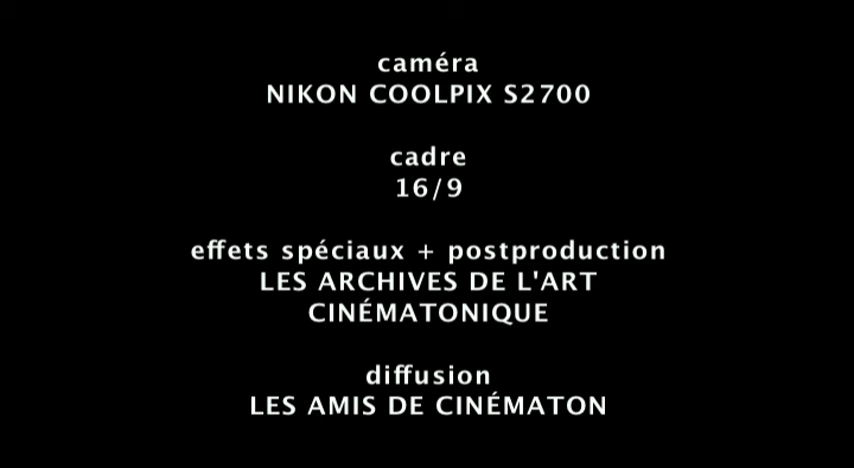 caméra
NIKON COOLPIX S2700
cadre
16/9
effets spéciaux + postproduction
LES ARCHIVES DE L'ART
CINÉMATONIQUE
diffusion
LES AMIS DE CINÉMATON